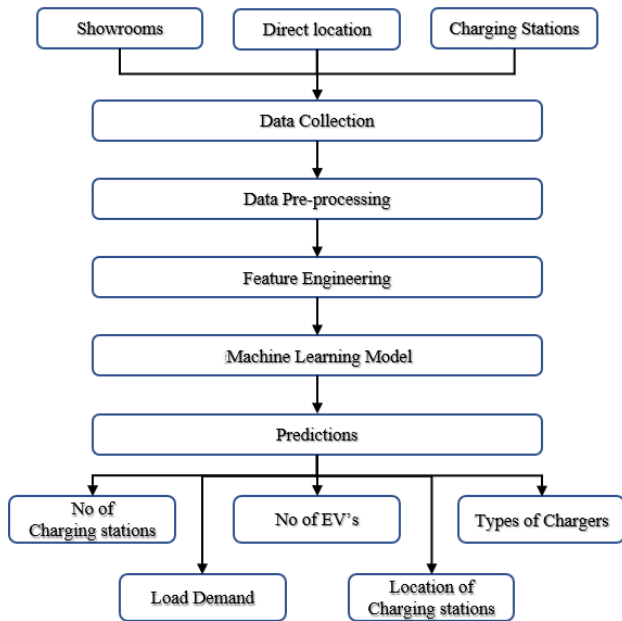 Showrooms
Direct location
Charging Stations
Data Collection
Data Pre-processing
Feature Engineering
Machine Learning Model
Predictions
No of
Charging stations
No of EV's
Types of Chargers
Load Demand
Location of
Charging stations